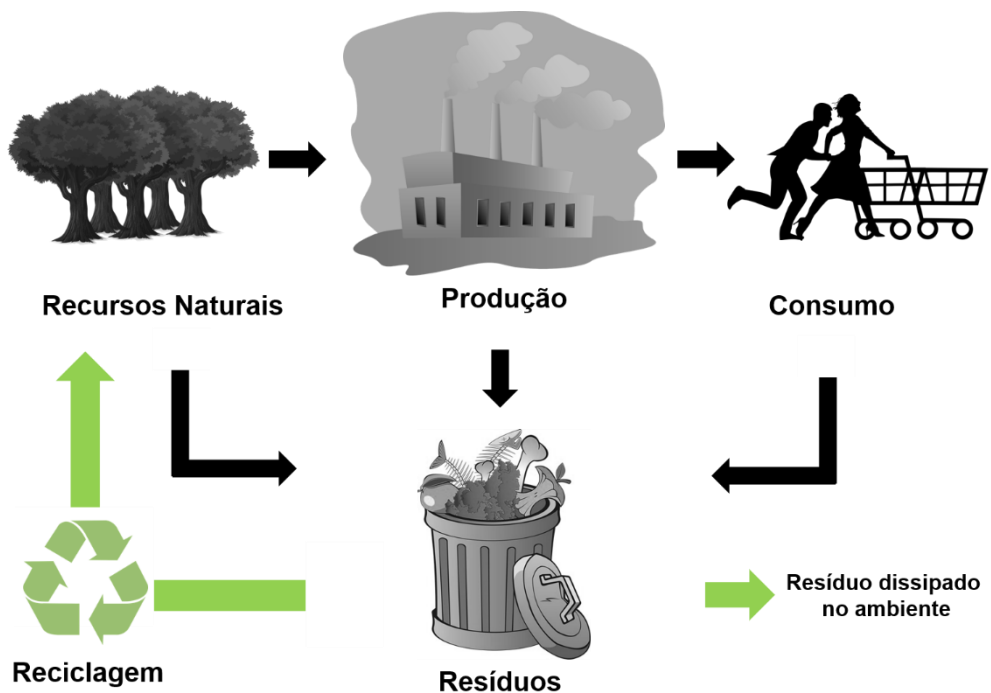 Recursos Naturais
Produção
Consumo
Reciclagem
Resíduos
Resíduo dissipado
no ambiente